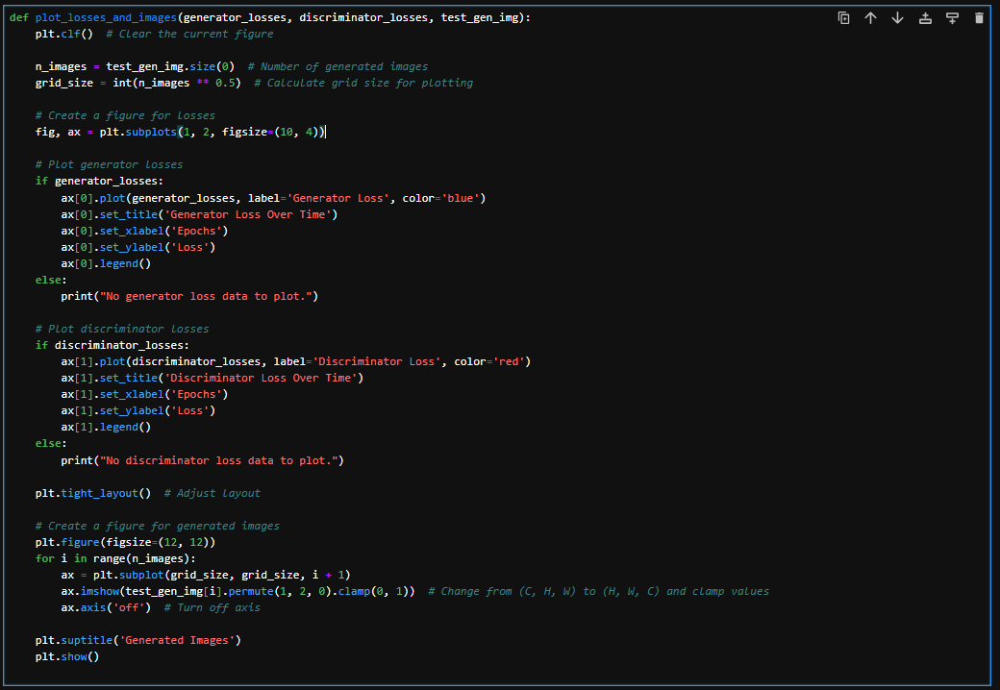 def plot_losses_and_images(generator_losses, discriminator_losses, test_gen_img):
    plt.clf()  # Clear the current figure

    n_images = test_gen_img.size(0)  # Number of generated images
    grid_size = int(n_images ** 0.5)  # Calculate grid size for plotting

    # Create a figure for losses
    fig, ax = plt.subplots(1, 2, figsize=(10, 4))

    # Plot generator losses
    if generator_losses:
        ax[0].plot(generator_losses, label='Generator Loss', color='blue')
        ax[0].set_title('Generator Loss Over Time')
        ax[0].set_xlabel('Epochs')
        ax[0].set_ylabel('Loss')
        ax[0].legend()
    else:
        print("No generator loss data to plot.")

    # Plot discriminator losses
    if discriminator_losses:
        ax[1].plot(discriminator_losses, label='Discriminator Loss', color='red')
        ax[1].set_title('Discriminator Loss Over Time')
        ax[1].set_xlabel('Epochs')
        ax[1].set_ylabel('Loss')
        ax[1].legend()
    else:
        print("No discriminator loss data to plot.")

    plt.tight_layout()  # Adjust layout

    # Create a figure for generated images
    plt.figure(figsize=(12, 12))
    for i in range(n_images):
        ax = plt.subplot(grid_size, grid_size, i + 1)
        ax.imshow(test_gen_img[i].permute(1, 2, 0).clamp(0, 1))  # Change from (C, H, W) to (H, W, C) and clamp values
        ax.axis('off')  # Turn off axis

    plt.suptitle('Generated Images')
    plt.show()